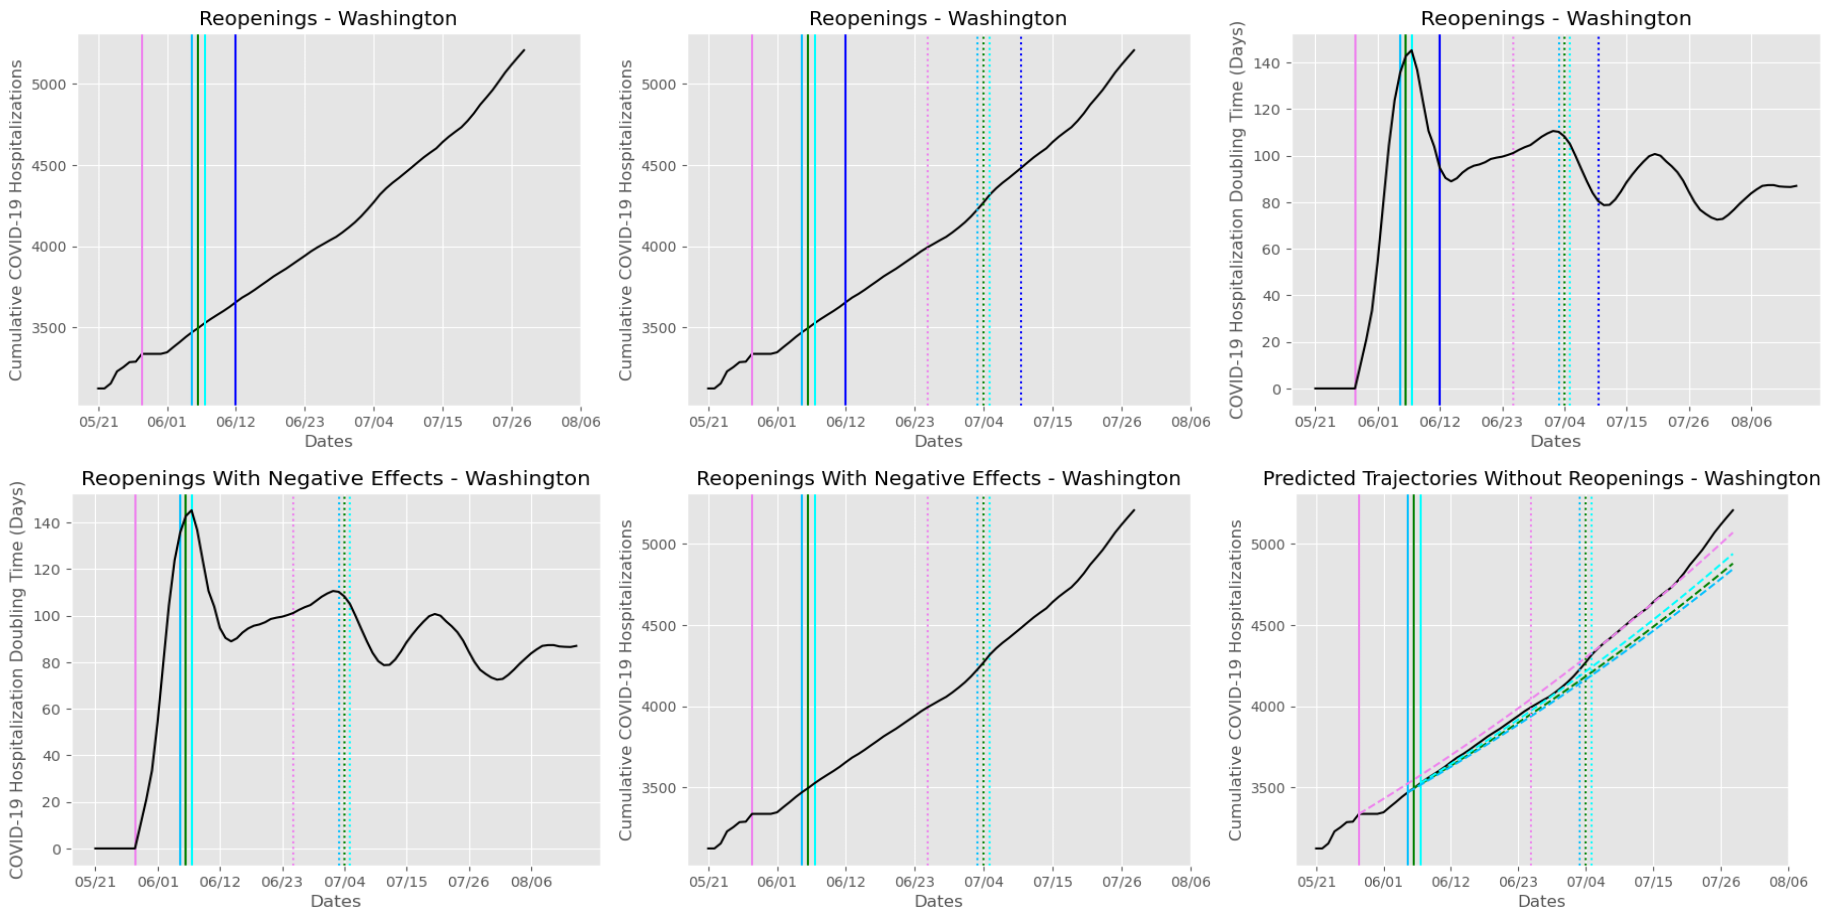 Reopenings - Washington
Cumulative COVID-19 Hospitalizations
5000
4500
4000
3500
05/21 06/01 06/12 06/23 07/04 07/15 07/26 08/06
Dates
Reopenings - Washington
Cumulative COVID-19 Hospitalizations
5000
4500
4000
3500
05/21 06/01 06/12 06/23 07/04 07/15 07/26 08/06
Dates
Reopenings - Washington
COVID-19 Hospitalization Doubling Time (Days)
140
120
100
80
60
40
20
0
05/21 06/01 06/12 06/23 07/04 07/15 07/26 08/06
Dates
Reopenings With Negative Effects - Washington
COVID-19 Hospitalization Doubling Time (Days)
140
120
100
80
60
40
20
0
05/21 06/01 06/12 06/23 07/04 07/15 07/26 08/06
Dates
Reopenings With Negative Effects - Washington
Cumulative COVID-19 Hospitalizations
5000
4500
4000
3500
05/21 06/01 06/12 06/23 07/04 07/15 07/26 08/06
Dates
Predicted Trajectories Without Reopenings - Washington
Cumulative COVID-19 Hospitalizations
5000
4500
4000
3500
05/21 06/01 06/12 06/23 07/04 07/15 07/26 08/06
Dates